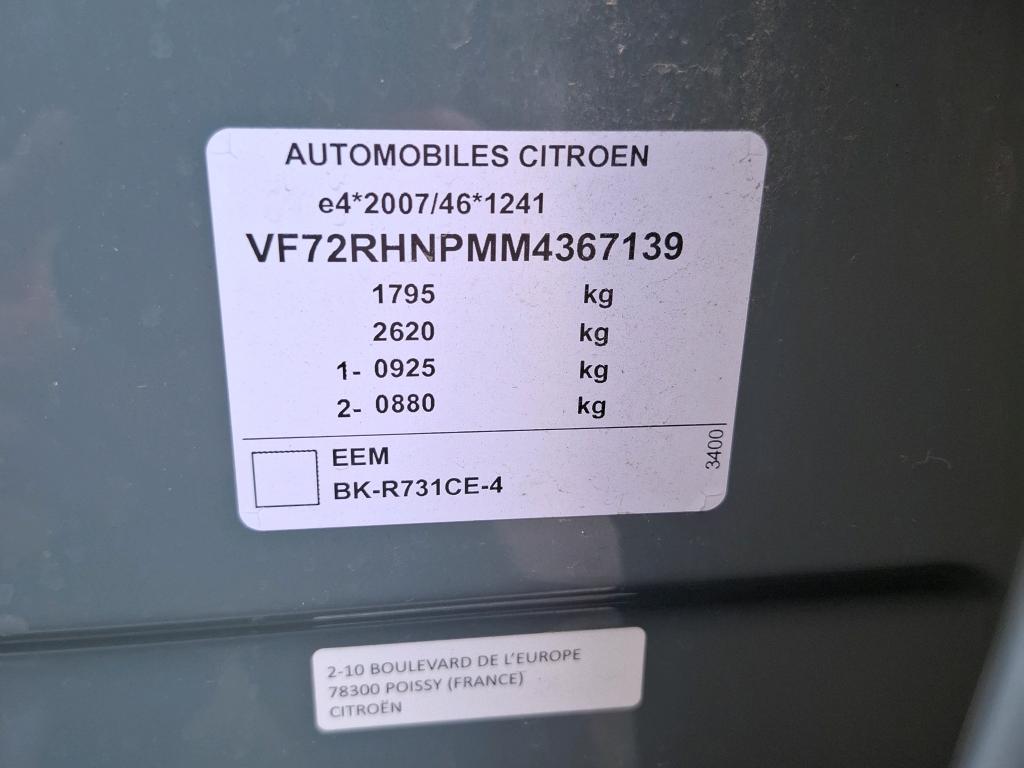 AUTOMOBILES CITROEN
e4*2007/46*1241
VF72RHNPMM4367139
1795 kg
2620 kg
1- 0925 kg
2- 0880 kg
EEM
BK-R731CE-4
3400
2-10 BOULEVARD DE L'EUROPE
78300 POISSY (FRANCE)
CITROËN